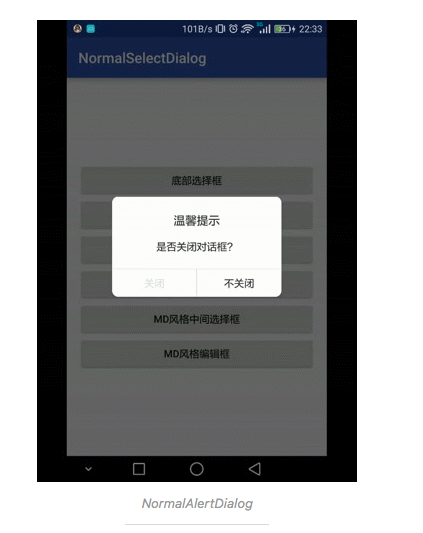 101B/s 22:33
NormalSelectDialog
底部选择框
温馨提示
是否关闭对话框?
关闭
不关闭
MD风格中间选择框
MD风格编辑框
NormalAlertDialog